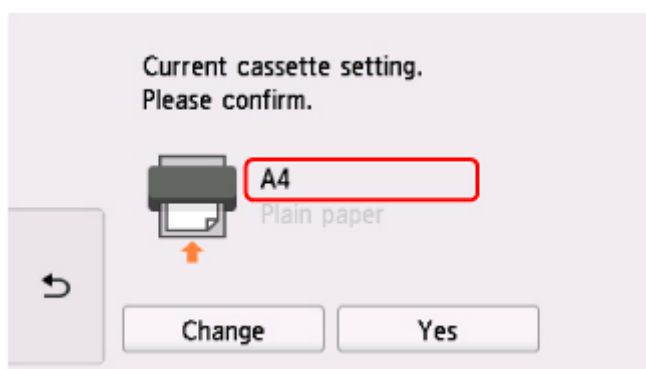 Current cassette setting.
Please confirm.
A4
Plain paper
Change
Yes